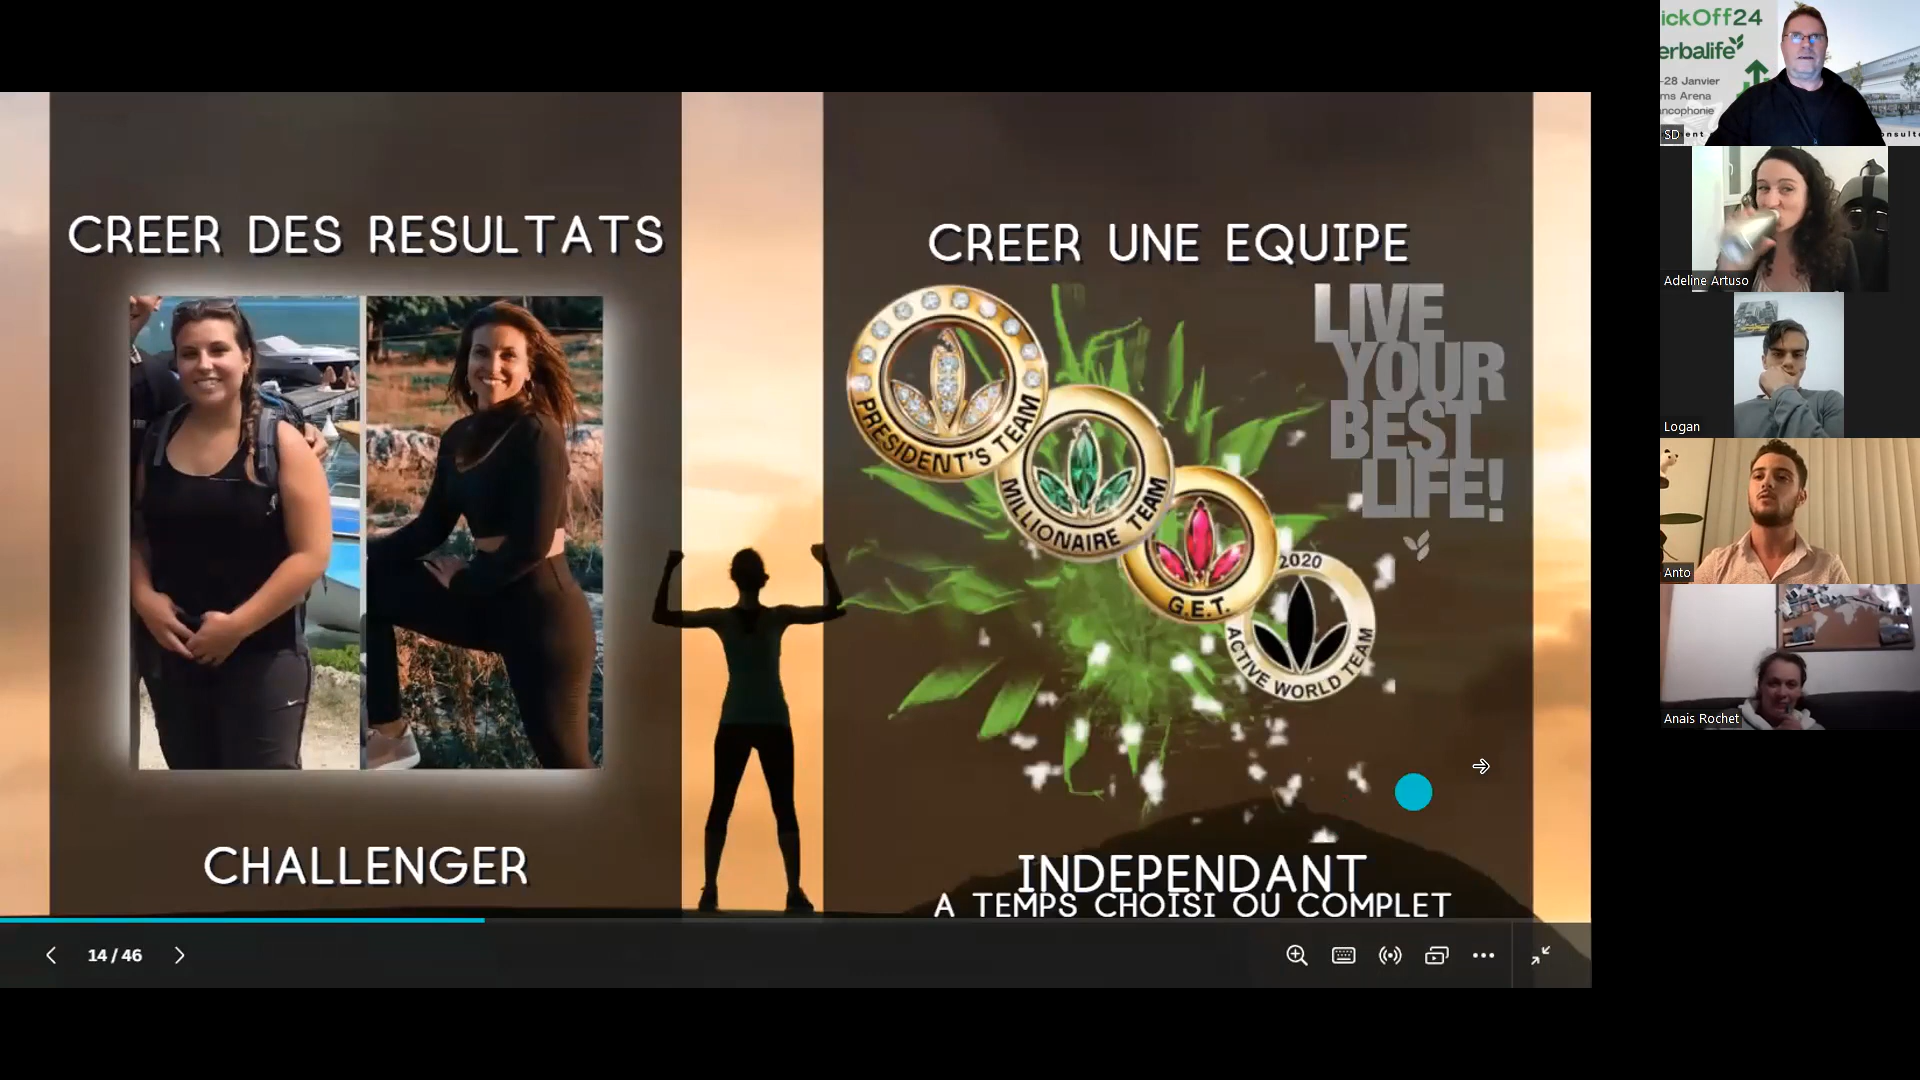 CREER DES RESULTATS
CHALLENGER
CREER UNE EQUIPE
PRESIDENT'S TEAM
MILLIONAIRE TEAM
G.E.T.
2020
ACTIVE WORLD TEAM
LIVE
YOUR
BEST
LIFE!
INDEPENDANT
A TEMPS CHOISI OU COMPLET
14 / 46
ickOff24
erbalife
-28 Janvier
ms Arena
ncophonie
SD
Adeline Artuso
Logan
Anto
Anais Rochet